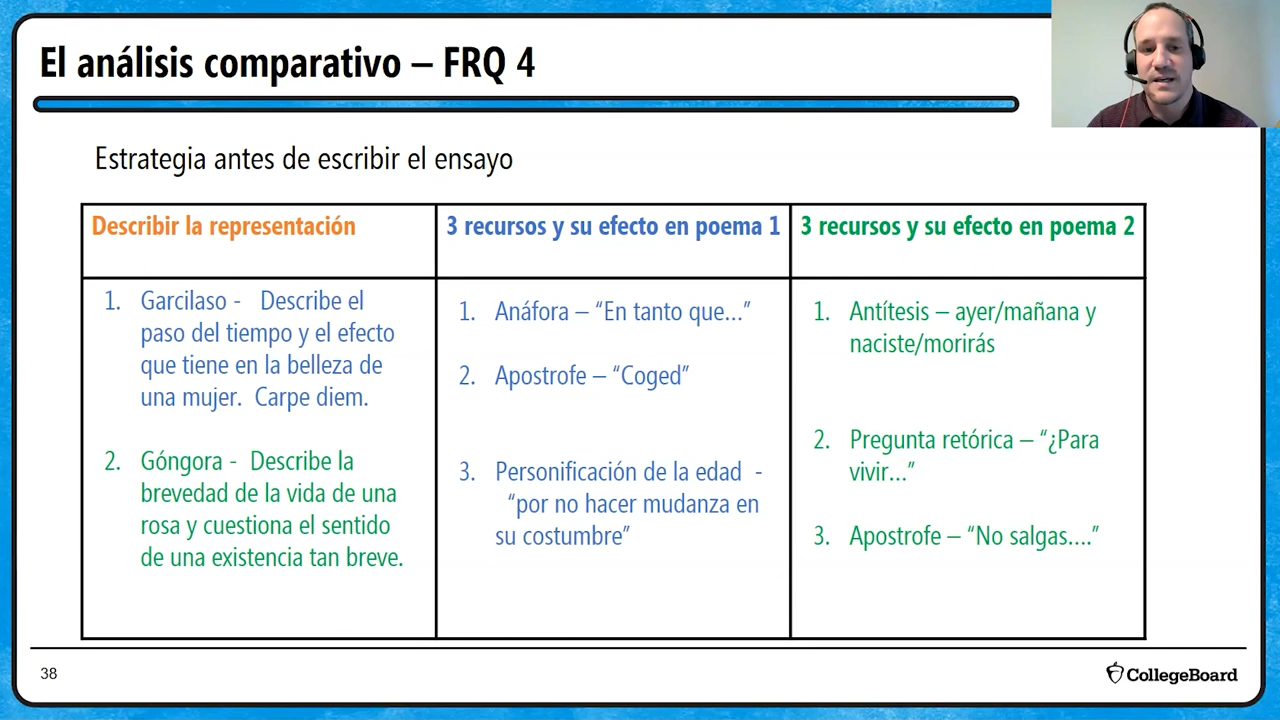 El análisis comparativo – FRQ 4
Estrategia antes de escribir el ensayo
Describir la representación
3 recursos y su efecto en poema 1
3 recursos y su efecto en poema 2
1. Garcilaso - Describe el
paso del tiempo y el efecto
que tiene en la belleza de
una mujer. Carpe diem.
2. Góngora - Describe la
brevedad de la vida de una
rosa y cuestiona el sentido
de una existencia tan breve.
1. Anáfora – “En tanto que...”
2. Apostrofe – “Coged”
3. Personificación de la edad -
“por no hacer mudanza en
su costumbre”
1. Antítesis – ayer/mañana y
naciste/morirás
2. Pregunta retórica – “¿Para
vivir...”
3. Apostrofe – “No salgas....”
38
CollegeBoard